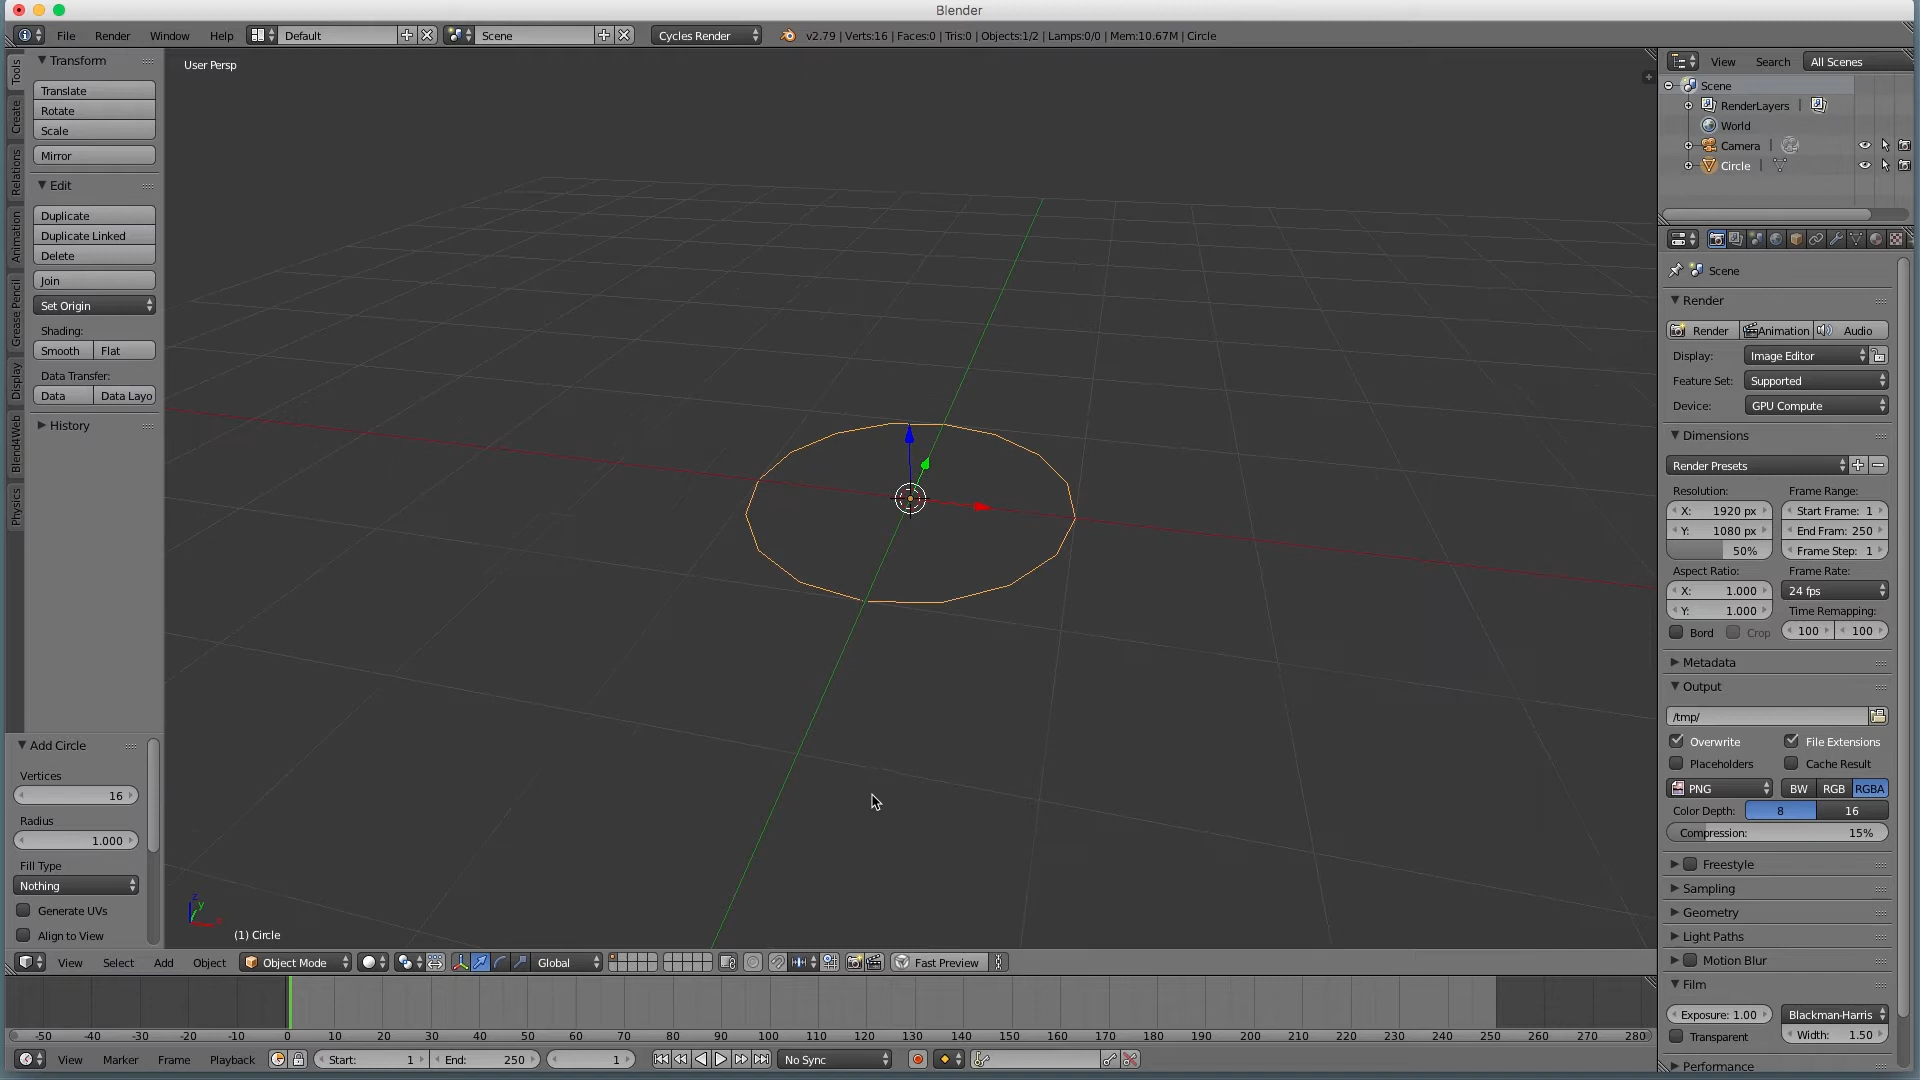 Blender
File Render Window Help Default Scene Cycles Render v2.79 | Verts:16 | Faces:0 | Tris:0 | Objects:1/2 | Lamps:0/0 | Mem:10.67M | Circle
Tools
Create
Relations
Animation
Grease Pencil
Display
Blend4Web
Physics
Transform
Translate
Rotate
Scale
Mirror
Edit
Duplicate
Duplicate Linked
Delete
Join
Set Origin
Shading:
Smooth Flat
Data Transfer:
Data Data Layo
History
Add Circle
Vertices
16
Radius
1.000
Fill Type
Nothing
Generate UVs
Align to View
User Persp
z
y
x
(1) Circle
View Select Add Object Object Mode Global Fast Preview
-50 -40 -30 -20 -10 0 10 20 30 40 50 60 70 80 90 100 110 120 130 140 150 160 170 180 190 200 210 220 230 240 250 260 270 280
View Marker Frame Playback Start: 1 End: 250 1 No Sync
View Search All Scenes
Scene
RenderLayers |
World
Camera |
Circle |
Scene
Render
Render Animation Audio
Display: Image Editor
Feature Set: Supported
Device: GPU Compute
Dimensions
Render Presets
Resolution: Frame Range:
X: 1920 px Start Frame: 1
Y: 1080 px End Fram: 250
50% Frame Step: 1
Aspect Ratio: Frame Rate:
X: 1.000 24 fps
Y: 1.000 Time Remapping:
Bord Crop 100 100
Metadata
Output
/tmp/
Overwrite File Extensions
Placeholders Cache Result
PNG BW RGB RGBA
Color Depth: 8 16
Compression: 15%
Freestyle
Sampling
Geometry
Light Paths
Motion Blur
Film
Exposure: 1.00 Blackman-Harris
Transparent Width: 1.50
Performance